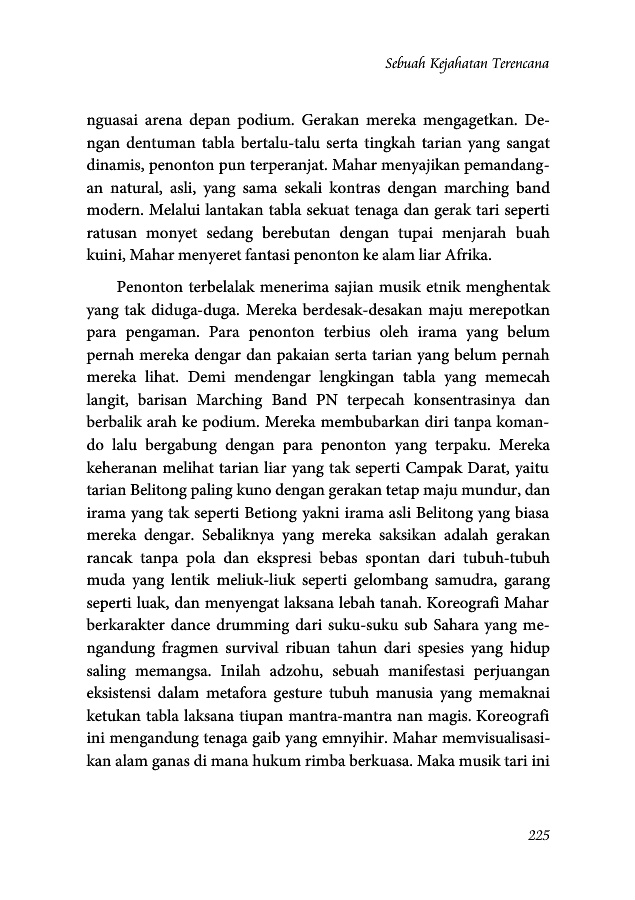 Sebuah Kejahatan Terencana
nguasai arena depan podium. Gerakan mereka mengagetkan. De-
ngan dentuman tabla bertalu-talu serta tingkah tarian yang sangat
dinamis, penonton pun terperanjat. Mahar menyajikan pemandang-
an natural, asli, yang sama sekali kontras dengan marching band
modern. Melalui lantakan tabla sekuat tenaga dan gerak tari seperti
ratusan monyet sedang berebutan dengan tupai menjarah buah
kuini, Mahar menyeret fantasi penonton ke alam liar Afrika.
Penonton terbelalak menerima sajian musik etnik menghentak
yang tak diduga-duga. Mereka berdesak-desakan maju merepotkan
para pengaman. Para penonton terbius oleh irama yang belum
pernah mereka dengar dan pakaian serta tarian yang belum pernah
mereka lihat. Demi mendengar lengkingan tabla yang memecah
langit, barisan Marching Band PN terpecah konsentrasinya dan
berbalik arah ke podium. Mereka membubarkan diri tanpa koman-
do lalu bergabung dengan para penonton yang terpaku. Mereka
keheranan melihat tarian liar yang tak seperti Campak Darat, yaitu
tarian Belitong paling kuno dengan gerakan tetap maju mundur, dan
irama yang tak seperti Betiong yakni irama asli Belitong yang biasa
mereka dengar. Sebaliknya yang mereka saksikan adalah gerakan
rancak tanpa pola dan ekspresi bebas spontan dari tubuh-tubuh
muda yang lentik meliuk-liuk seperti gelombang samudra, garang
seperti luak, dan menyengat laksana lebah tanah. Koreografi Mahar
berkarakter dance drumming dari suku-suku sub Sahara yang me-
ngandung fragmen survival ribuan tahun dari spesies yang hidup
saling memangsa. Inilah adzohu, sebuah manifestasi perjuangan
eksistensi dalam metafora gesture tubuh manusia yang memaknai
ketukan tabla laksana tiupan mantra-mantra nan magis. Koreografi
ini mengandung tenaga gaib yang emnyihir. Mahar memvisualisasi-
kan alam ganas di mana hukum rimba berkuasa. Maka musik tari ini
225